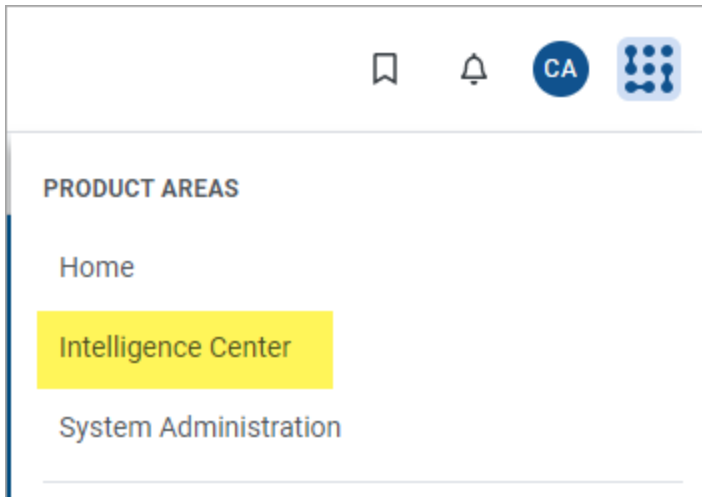 CA
PRODUCT AREAS
Home
Intelligence Center
System Administration